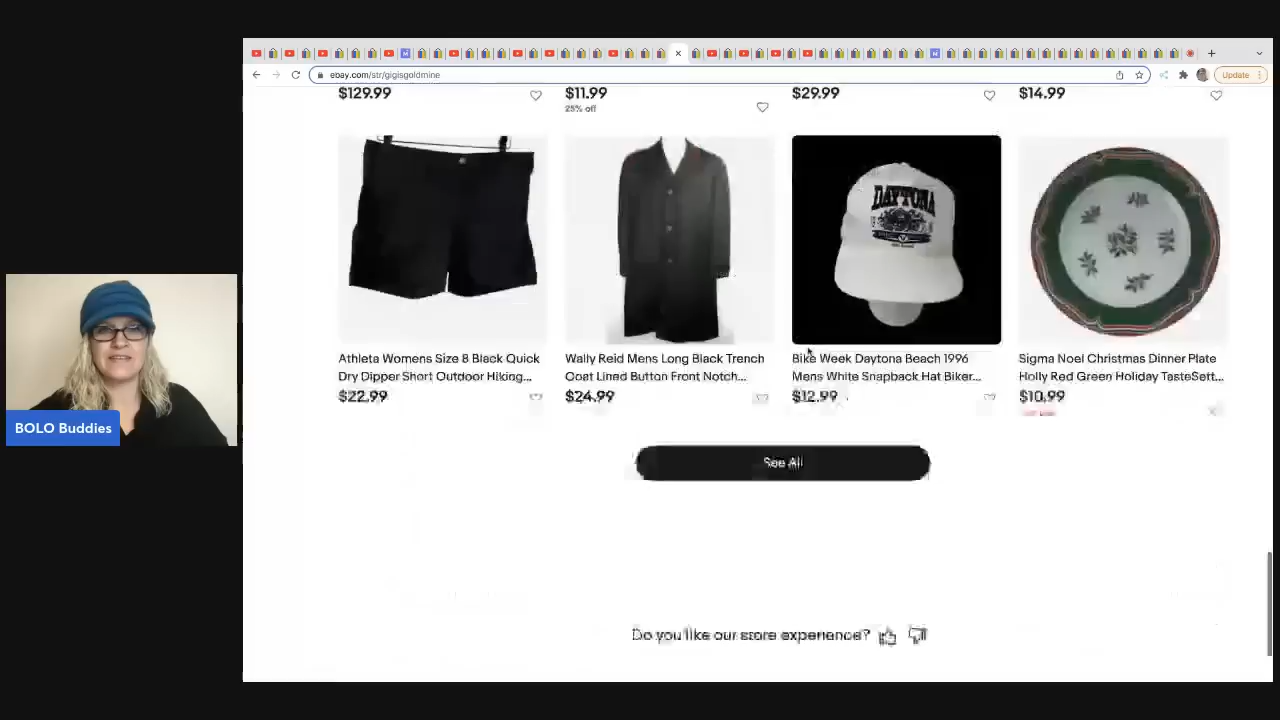 ebay.com/str/gigisgoldmine
Update
$129.99
$11.99
25% off
$29.99
$14.99
DAYTONA
Athleta Womens Size 8 Black Quick
Dry Dipper Short Outdoor Hiking...
$22.99
Wally Reid Mens Long Black Trench
Coat Lined Button Front Notch...
$24.99
Bike Week Daytona Beach 1996
Mens White Snapback Hat Biker...
$12.99
Sigma Noel Christmas Dinner Plate
Holly Red Green Holiday TasteSett...
$10.99
See All
Do you like our store experience?
BOLO Buddies